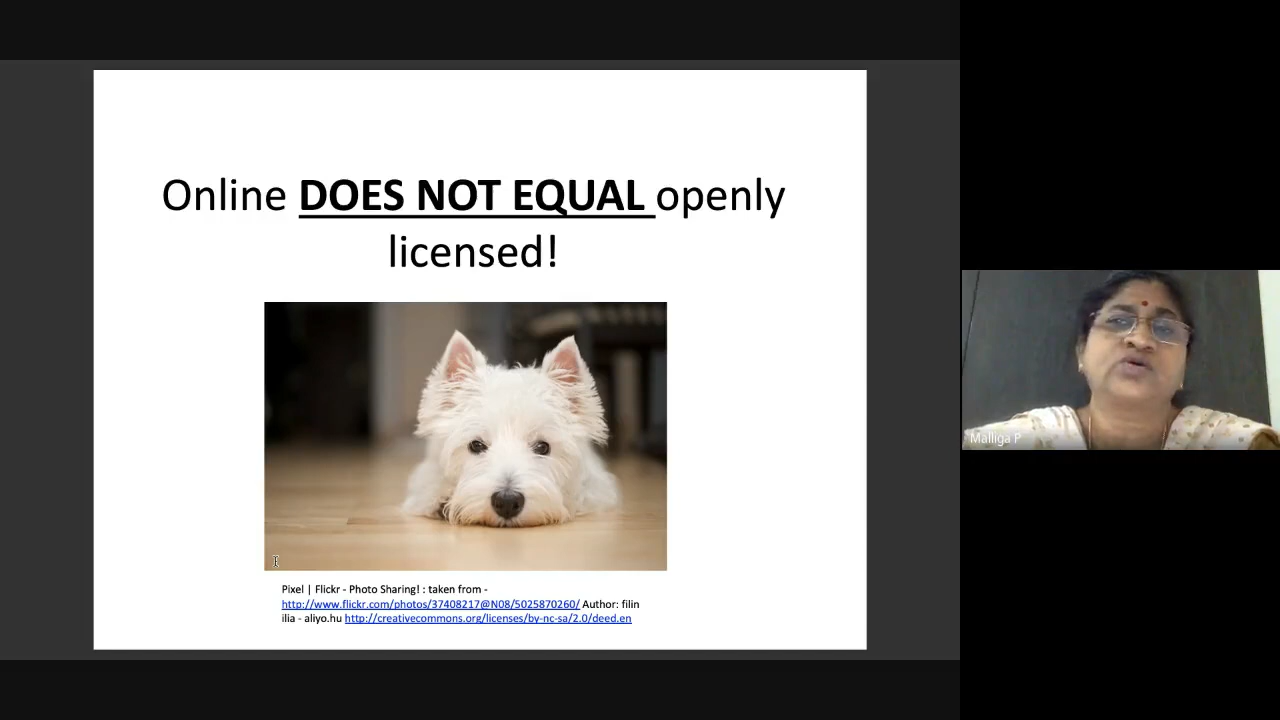 Online DOES NOT EQUAL openly
licensed!
Pixel | Flickr - Photo Sharing! : taken from -
http://www.flickr.com/photos/37408217@N08/5025870260/ Author: filin
ilia - aliyo.hu http://creativecommons.org/licenses/by-nc-sa/2.0/deed.en
Malliga P